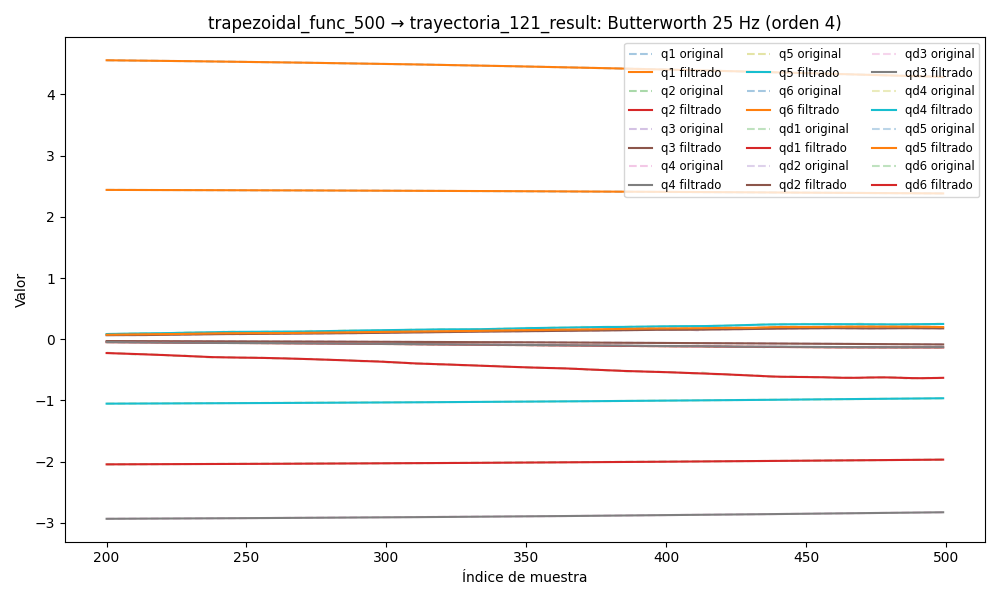 trapezoidal_func_500 → trayectoria_121_result: Butterworth 25 Hz (orden 4)
q1 original
q1 filtrado
q2 original
q2 filtrado
q3 original
q3 filtrado
q4 original
q4 filtrado
q5 original
q5 filtrado
q6 original
q6 filtrado
qd1 original
qd1 filtrado
qd2 original
qd2 filtrado
qd3 original
qd3 filtrado
qd4 original
qd4 filtrado
qd5 original
qd5 filtrado
qd6 original
qd6 filtrado
Valor
4
3
2
1
0
−1
−2
−3
200 250 300 350 400 450 500
Índice de muestra